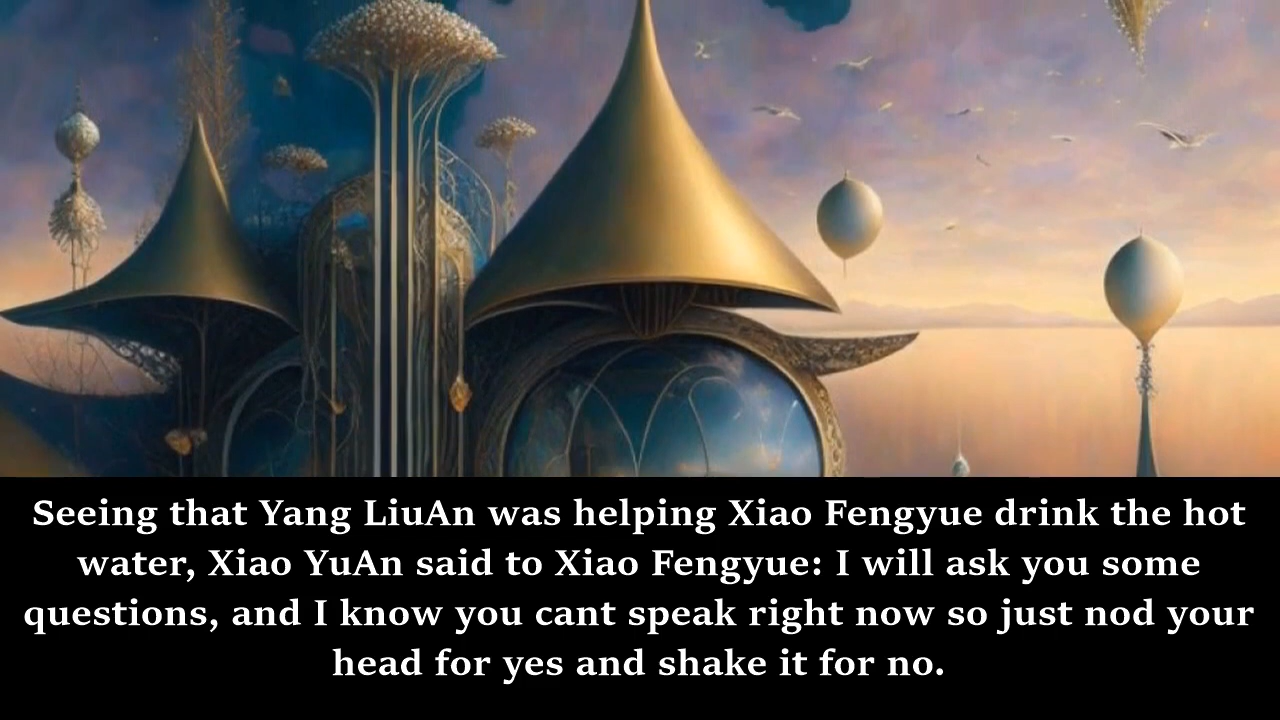 Seeing that Yang LiuAn was helping Xiao Fengyue drink the hot
water, Xiao YuAn said to Xiao Fengyue: I will ask you some
questions, and I know you cant speak right now so just nod your
head for yes and shake it for no.